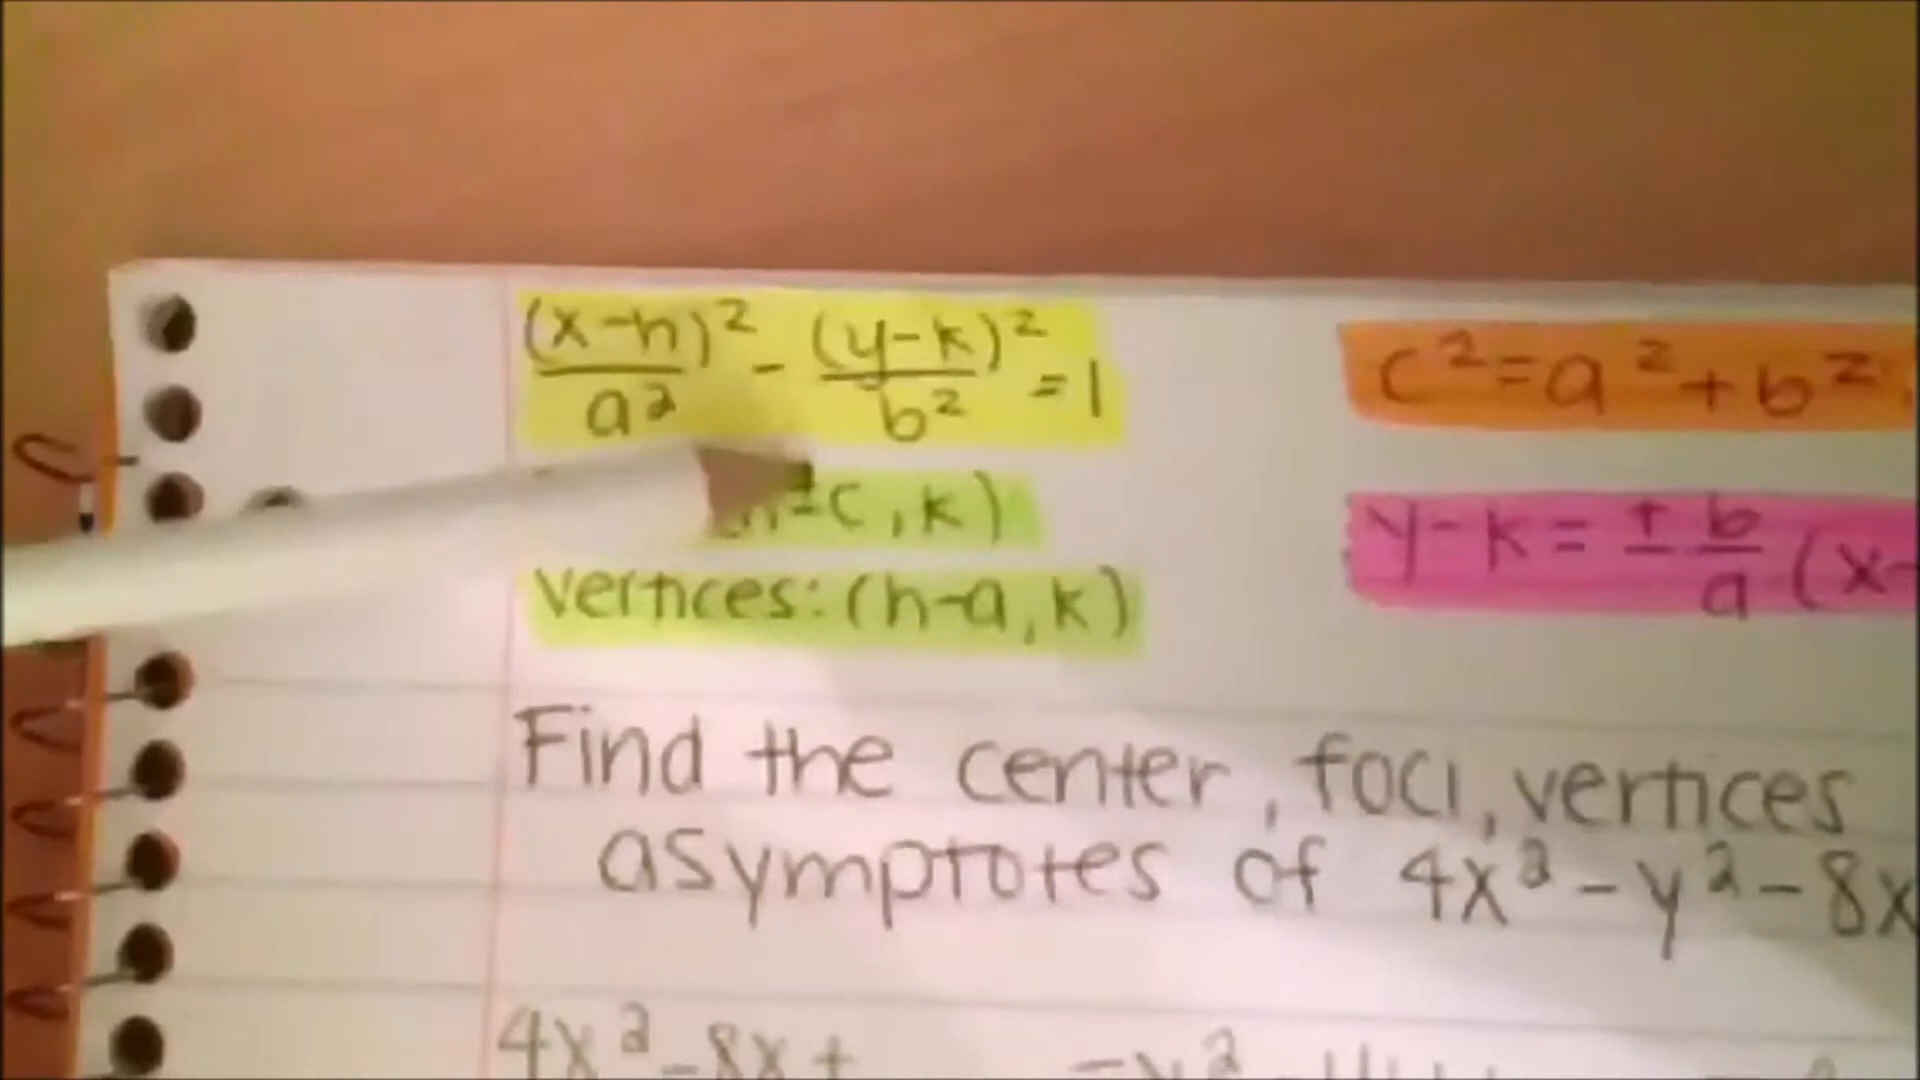 (x-h)²/a² - (y-k)²/b² = 1
c² = a² + b²
h±c, k)
y-k = ± b/a (x-
vertices: (h-a, k)
Find the center, foci, vertices
asymptotes of 4x² - y² - 8x
4x² - 8x +